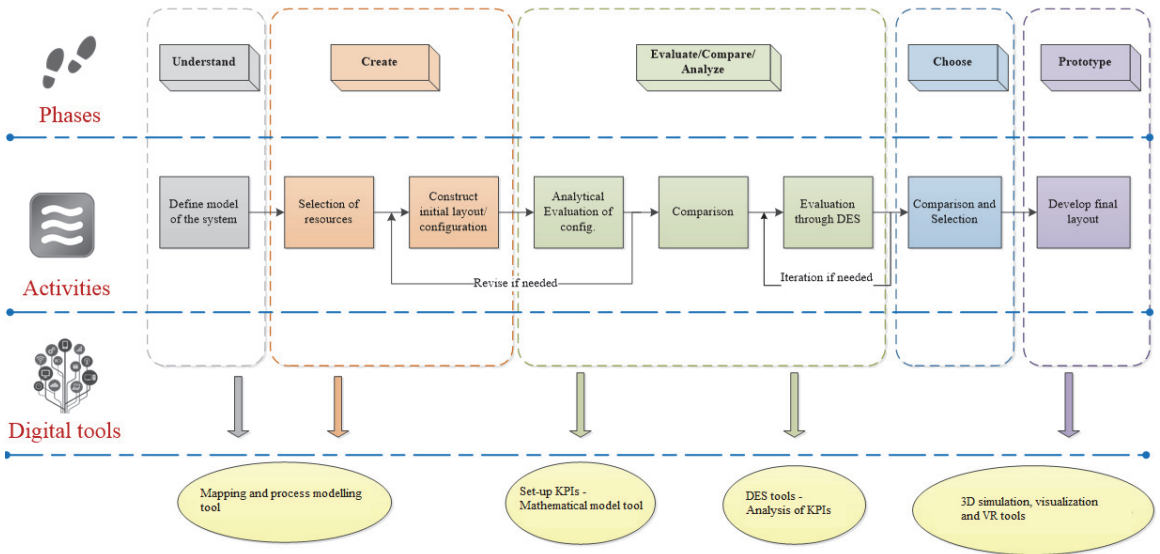 Understand
Create
Evaluate/Compare/
Analyze
Choose
Prototype
Phases
Define model
of the system
Selection of
resources
Construct
initial layout/
configuration
Analytical
Evaluation of
config.
Comparison
Evaluation
through DES
Comparison and
Selection
Develop final
layout
Revise if needed
Iteration if needed
Activities
Digital tools
Mapping and process modelling
tool
Set-up KPIs -
Mathematical model tool
DES tools -
Analysis of KPIs
3D simulation, visualization
and VR tools